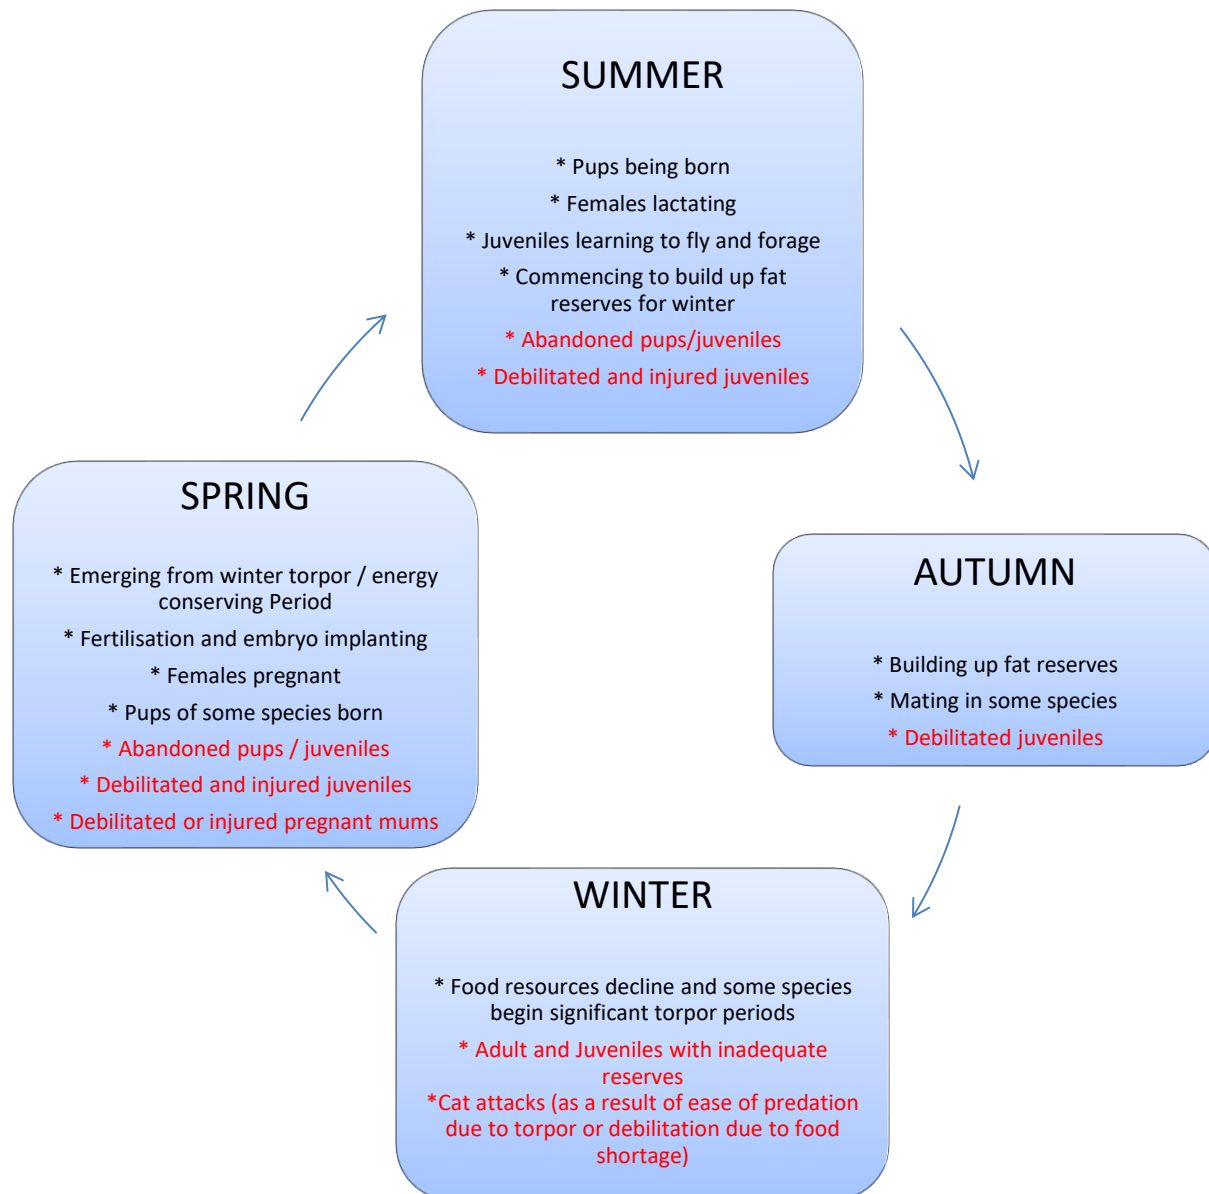 SUMMER
* Pups being born
* Females lactating
* Juveniles learning to fly and forage
* Commencing to build up fat
reserves for winter
* Abandoned pups/juveniles
* Debilitated and injured juveniles
SPRING
* Emerging from winter torpor / energy
conserving Period
* Fertilisation and embryo implanting
* Females pregnant
* Pups of some species born
* Abandoned pups / juveniles
* Debilitated and injured juveniles
* Debilitated or injured pregnant mums
AUTUMN
* Building up fat reserves
* Mating in some species
* Debilitated juveniles
WINTER
* Food resources decline and some species
begin significant torpor periods
* Adult and Juveniles with inadequate
reserves
*Cat attacks (as a result of ease of predation
due to torpor or debilitation due to food
shortage)